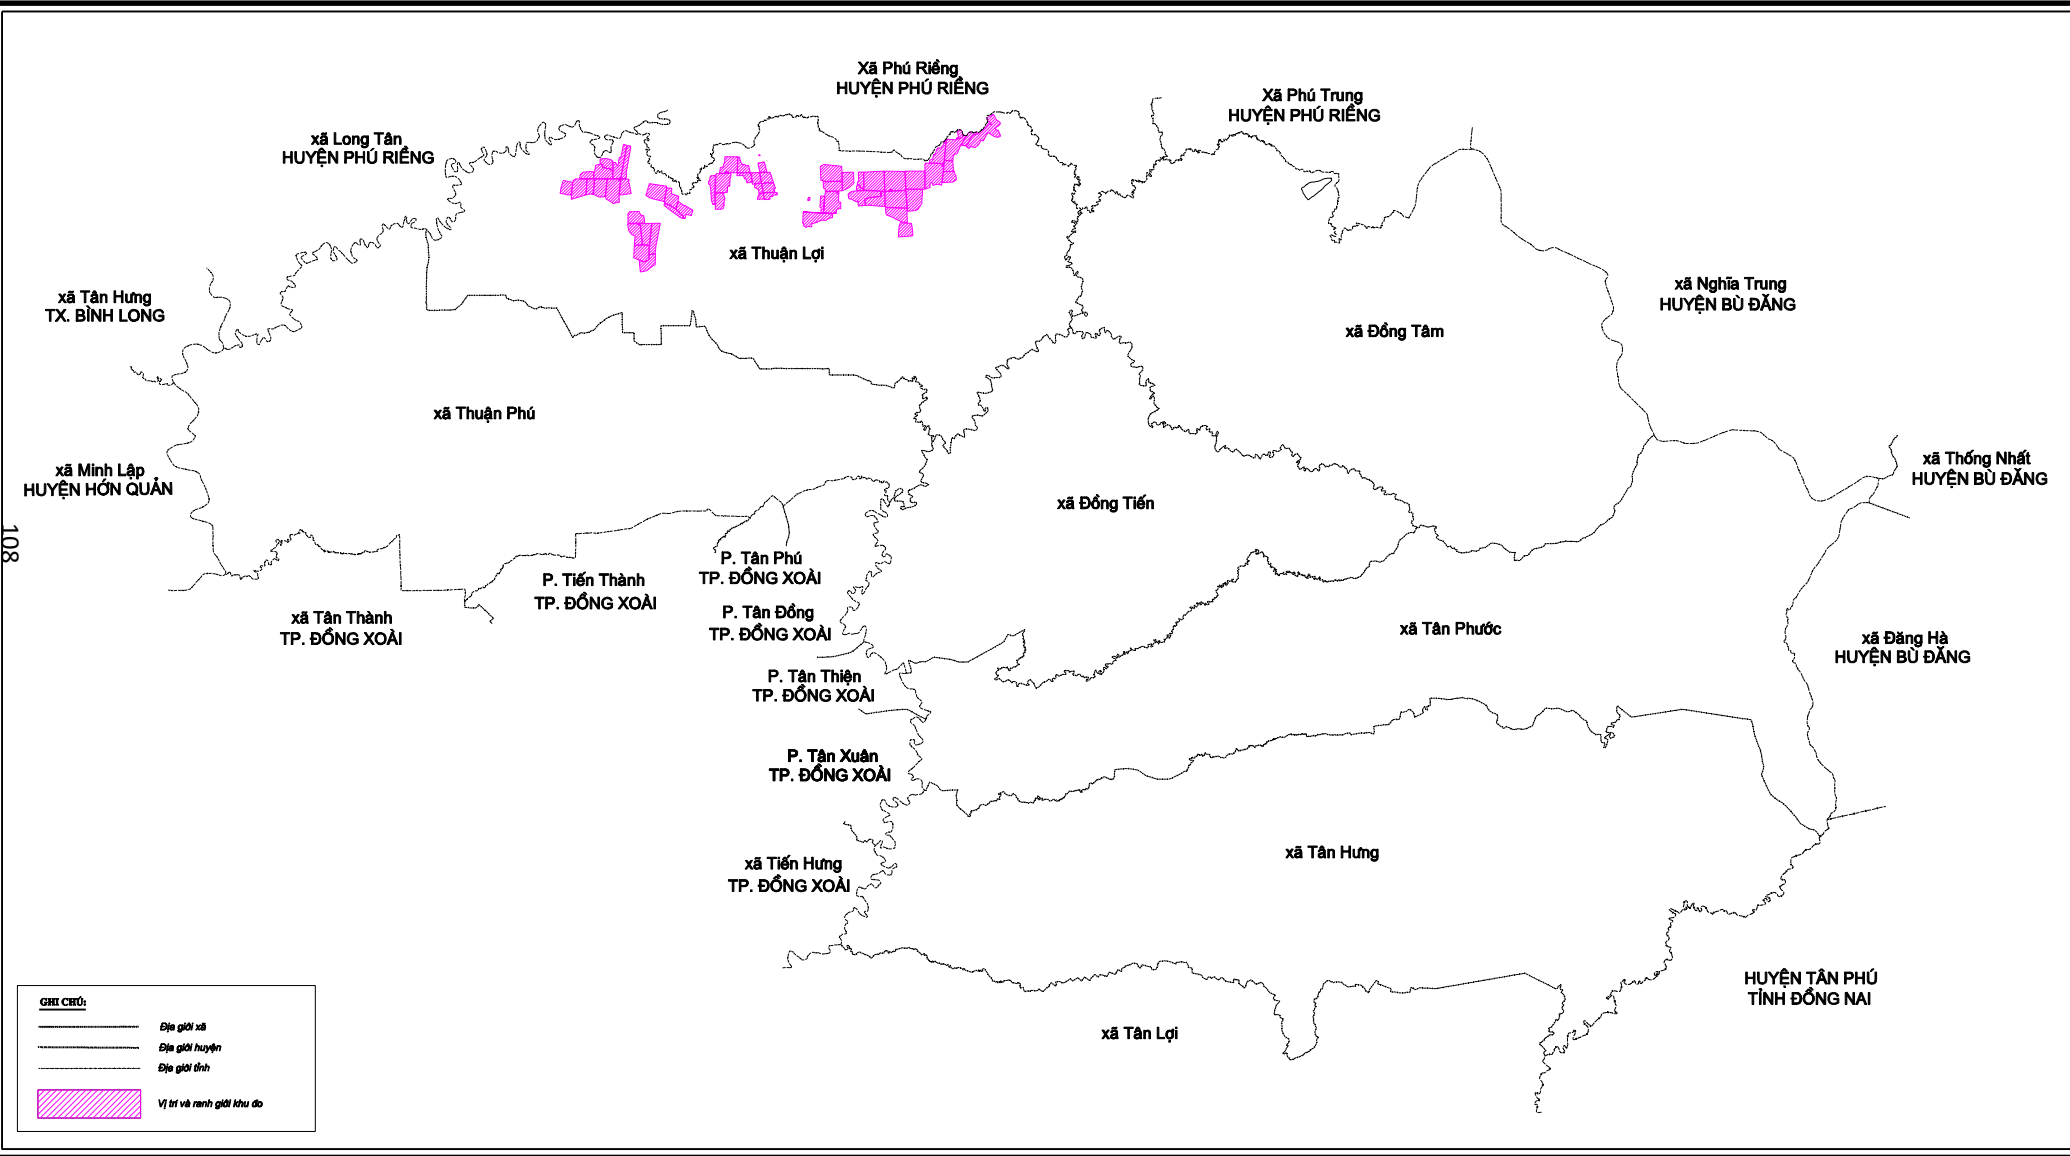 Xã Phú Riềng
HUYỆN PHÚ RIỀNG
Xã Phú Trung
HUYỆN PHÚ RIỀNG
xã Long Tân
HUYỆN PHÚ RIỀNG
xã Thuận Lợi
xã Nghĩa Trung
HUYỆN BÙ ĐĂNG
xã Tân Hưng
TX. BÌNH LONG
xã Đồng Tâm
xã Thuận Phú
xã Minh Lập
HUYỆN HỚN QUẢN
xã Thống Nhất
HUYỆN BÙ ĐĂNG
xã Đồng Tiến
108
P. Tân Phú
TP. ĐỒNG XOÀI
P. Tiến Thành
TP. ĐỒNG XOÀI
xã Tân Thành
TP. ĐỒNG XOÀI
P. Tân Đồng
TP. ĐỒNG XOÀI
xã Tân Phước
xã Đăng Hà
HUYỆN BÙ ĐĂNG
P. Tân Thiện
TP. ĐỒNG XOÀI
P. Tân Xuân
TP. ĐỒNG XOÀI
xã Tiến Hưng
TP. ĐỒNG XOÀI
xã Tân Hưng
HUYỆN TÂN PHÚ
TỈNH ĐỒNG NAI
xã Tân Lợi
GHI CHÚ:
Địa giới xã
Địa giới huyện
Địa giới tỉnh
Vị trí và ranh giới khu đo